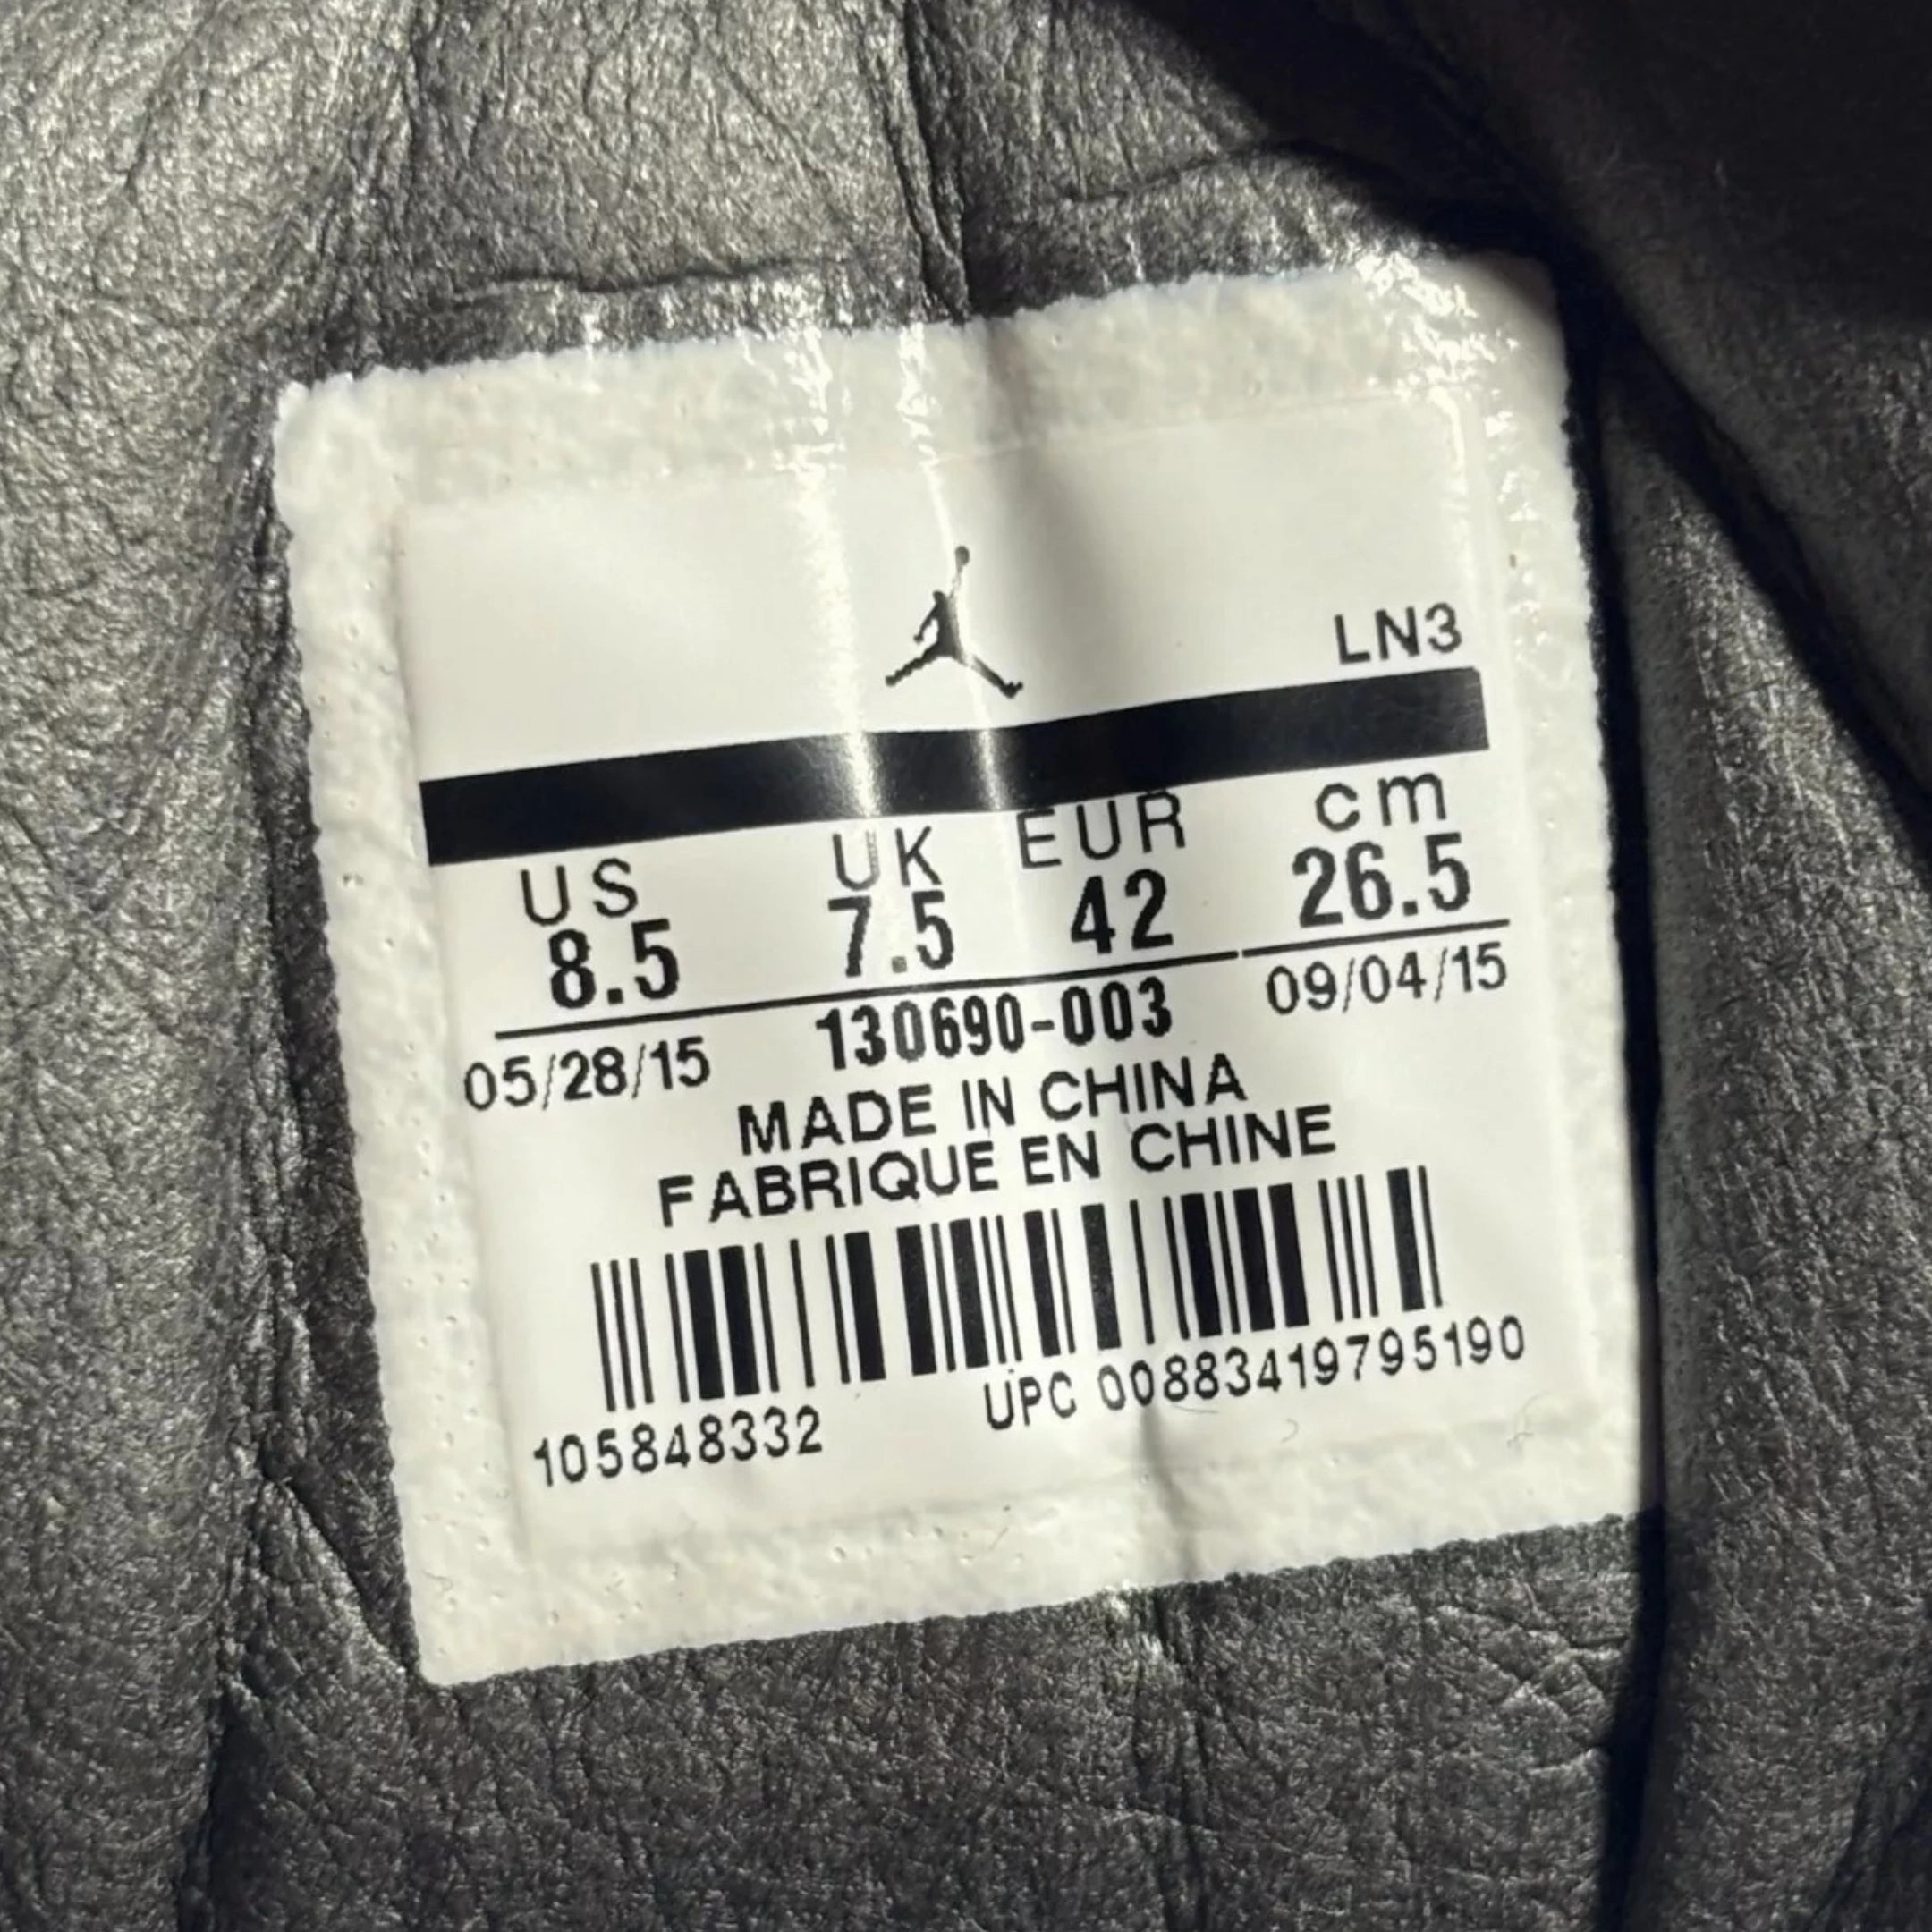 LN3
US UK EUR cm
8.5 7.5 42 26.5
05/28/15 130690-003 09/04/15
MADE IN CHINA
FABRIQUE EN CHINE
105848332 UPC 00883419795190